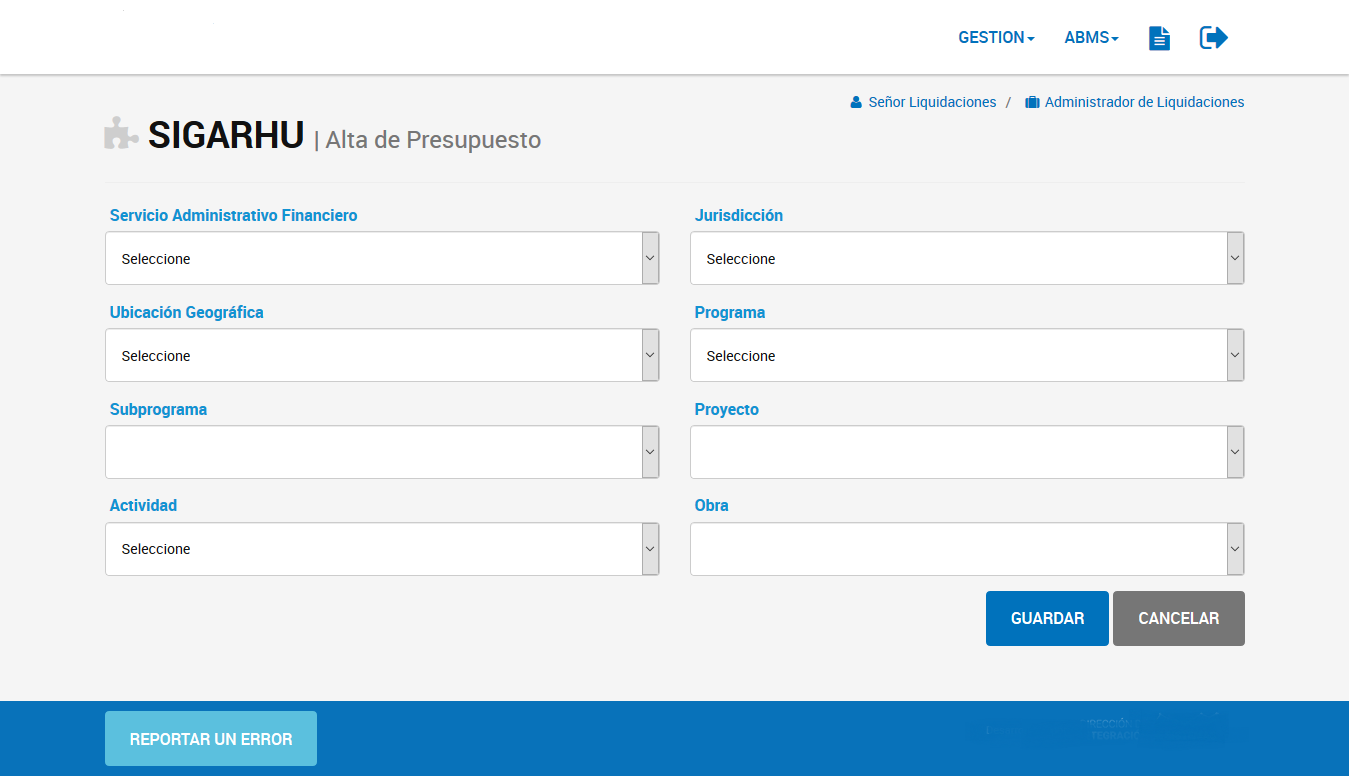 GESTION ABMS
Señor Liquidaciones / Administrador de Liquidaciones
SIGARHU | Alta de Presupuesto
Servicio Administrativo Financiero Jurisdicción
Seleccione Seleccione
Ubicación Geográfica Programa
Seleccione Seleccione
Subprograma Proyecto
Actividad Obra
Seleccione
GUARDAR CANCELAR
REPORTAR UN ERROR